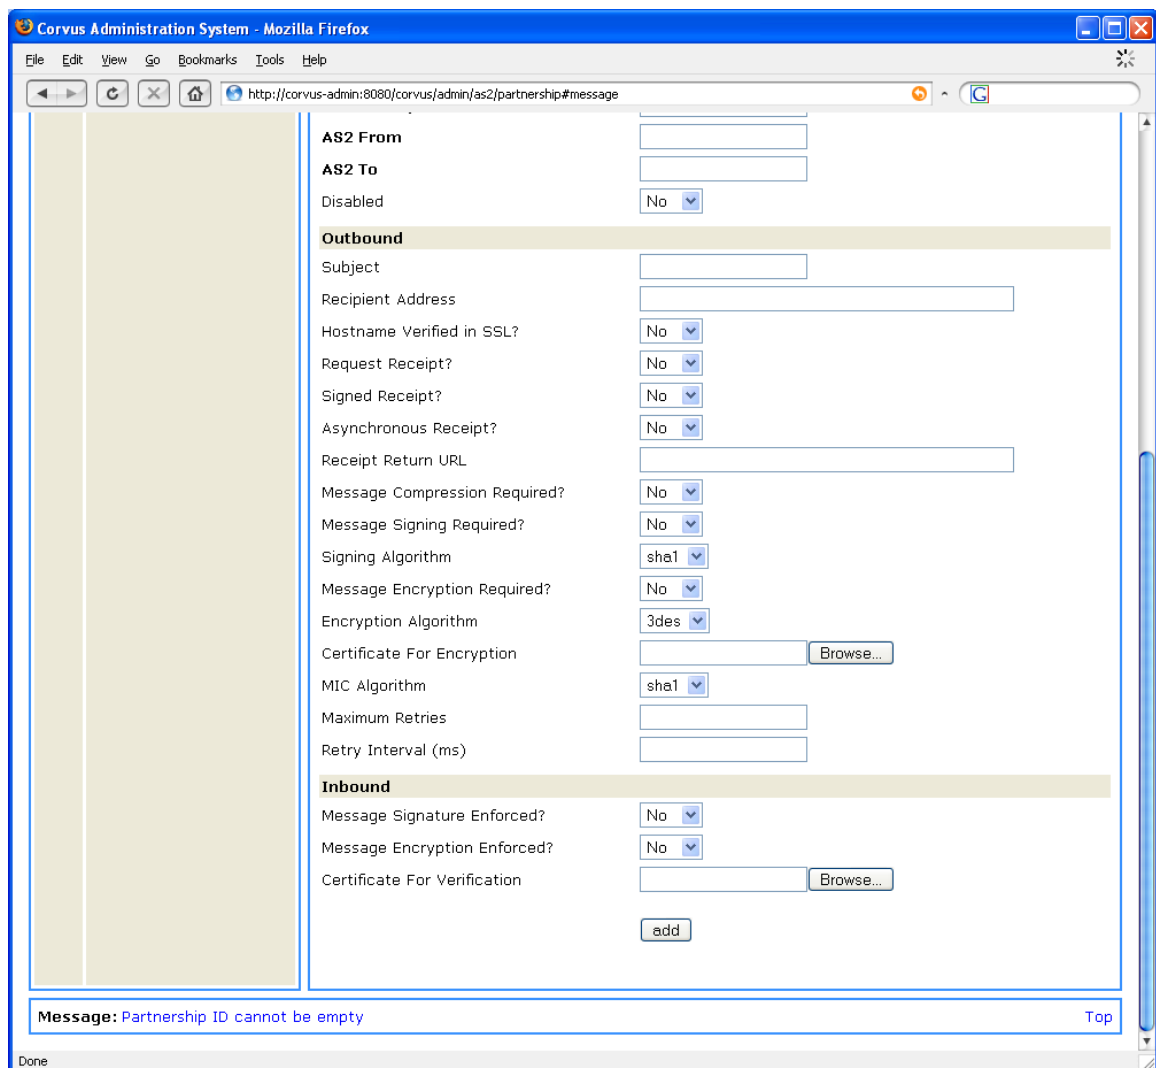 Corvus Administration System - Mozilla Firefox
File Edit View Go Bookmarks Tools Help
http://corvus-admin:8080/corvus/admin/as2/partnership#message G
AS2 From
AS2 To
Disabled No
Outbound
Subject
Recipient Address
Hostname Verified in SSL? No
Request Receipt? No
Signed Receipt? No
Asynchronous Receipt? No
Receipt Return URL
Message Compression Required? No
Message Signing Required? No
Signing Algorithm sha1
Message Encryption Required? No
Encryption Algorithm 3des
Certificate For Encryption Browse...
MIC Algorithm sha1
Maximum Retries
Retry Interval (ms)
Inbound
Message Signature Enforced? No
Message Encryption Enforced? No
Certificate For Verification Browse...
add
Message: Partnership ID cannot be empty Top
Done